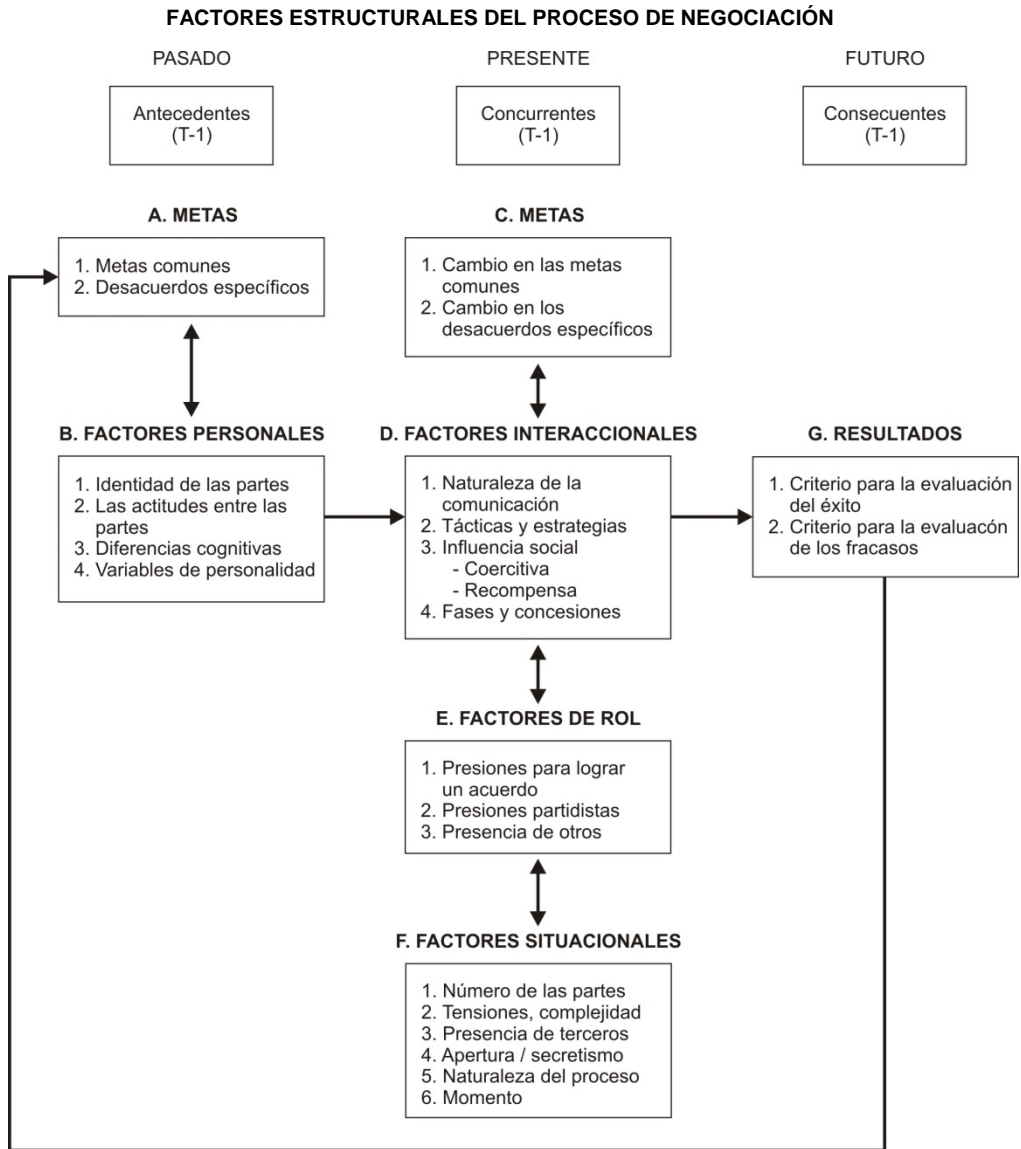 FACTORES ESTRUCTURALES DEL PROCESO DE NEGOCIACIÓN
PASADO
PRESENTE
FUTURO
Antecedentes
(T-1)
Concurrentes
(T-1)
Consecuentes
(T-1)
A. METAS
1. Metas comunes
2. Desacuerdos específicos
C. METAS
1. Cambio en las metas
comunes
2. Cambio en los
desacuerdos específicos
B. FACTORES PERSONALES
1. Identidad de las partes
2. Las actitudes entre las
partes
3. Diferencias cognitivas
4. Variables de personalidad
D. FACTORES INTERACCIONALES
1. Naturaleza de la
comunicación
2. Tácticas y estrategias
3. Influencia social
- Coercitiva
- Recompensa
4. Fases y concesiones
G. RESULTADOS
1. Criterio para la evaluación
del éxito
2. Criterio para la evaluacón
de los fracasos
E. FACTORES DE ROL
1. Presiones para lograr
un acuerdo
2. Presiones partidistas
3. Presencia de otros
F. FACTORES SITUACIONALES
1. Número de las partes
2. Tensiones, complejidad
3. Presencia de terceros
4. Apertura / secretismo
5. Naturaleza del proceso
6. Momento